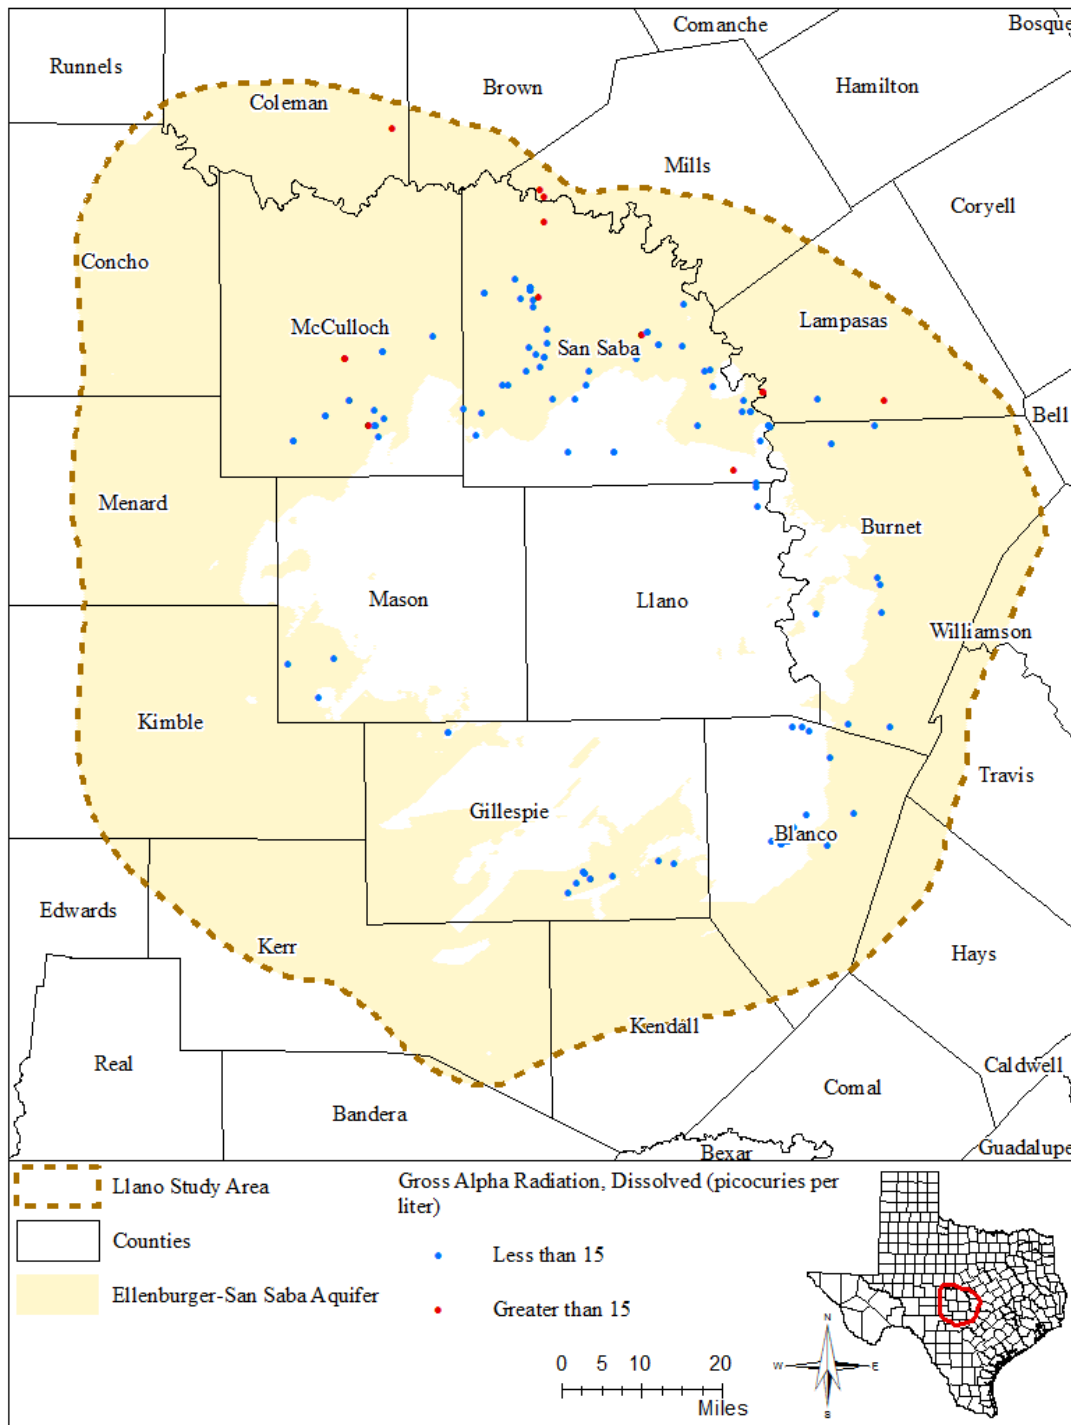 Comanche
Bosque
Runnels
Brown
Hamilton
Coleman
Mills
Coryell
Concho
McCulloch
San Saba
Lampasas
Bell
Menard
Burnet
Mason
Llano
Williamson
Kimble
Travis
Gillespie
Blanco
Edwards
Kerr
Hays
Kendall
Real
Caldwell
Comal
Bandera
Bexar
Guadalupe
Llano Study Area
Counties
Ellenburger-San Saba Aquifer
Gross Alpha Radiation, Dissolved (picocuries per
liter)
Less than 15
Greater than 15
0 5 10 20
Miles
N
W E
S